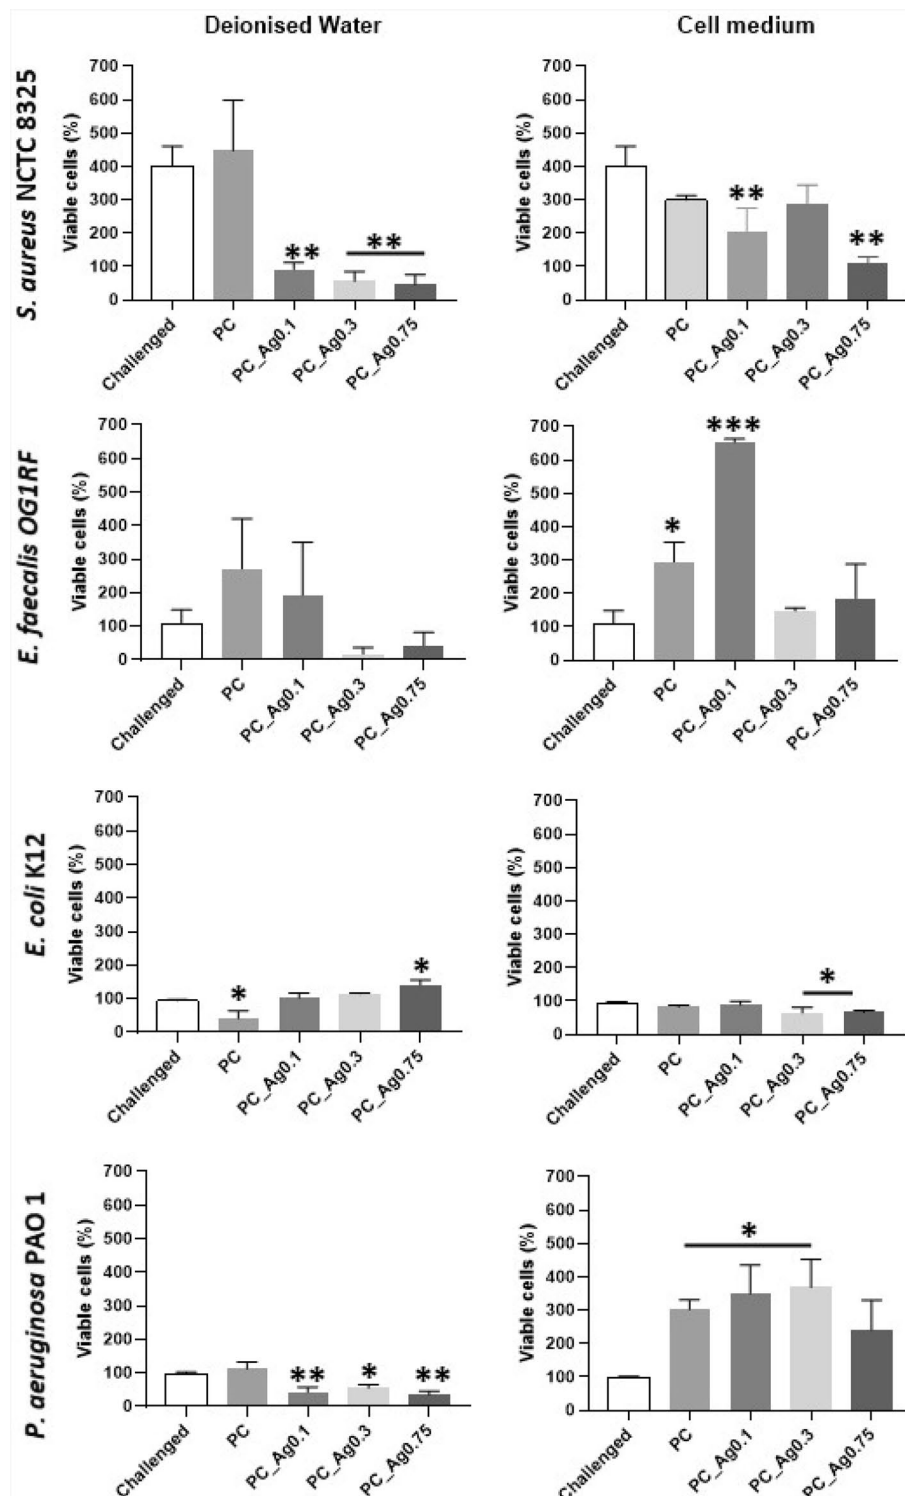 Deionised Water
Cell medium
S. aureus NCTC 8325
Viable cells (%)
700
600
500
400
300
200
100
0
**
**
Challenged
PC
PC_Ag0.1
PC_Ag0.3
PC_Ag0.75
Viable cells (%)
700
600
500
400
300
200
100
0
**
**
Challenged
PC
PC_Ag0.1
PC_Ag0.3
PC_Ag0.75
E. faecalis OG1RF
Viable cells (%)
700
600
500
400
300
200
100
0
Challenged
PC
PC_Ag0.1
PC_Ag0.3
PC_Ag0.75
Viable cells (%)
700
600
500
400
300
200
100
0
*
***
Challenged
PC
PC_Ag0.1
PC_Ag0.3
PC_Ag0.75
E. coli K12
Viable cells (%)
700
600
500
400
300
200
100
0
*
*
Challenged
PC
PC_Ag0.1
PC_Ag0.3
PC_Ag0.75
Viable cells (%)
700
600
500
400
300
200
100
0
*
Challenged
PC
PC_Ag0.1
PC_Ag0.3
PC_Ag0.75
P. aeruginosa PAO 1
Viable cells (%)
700
600
500
400
300
200
100
0
**
*
**
Challenged
PC
PC_Ag0.1
PC_Ag0.3
PC_Ag0.75
Viable cells (%)
700
600
500
400
300
200
100
0
*
Challenged
PC
PC_Ag0.1
PC_Ag0.3
PC_Ag0.75